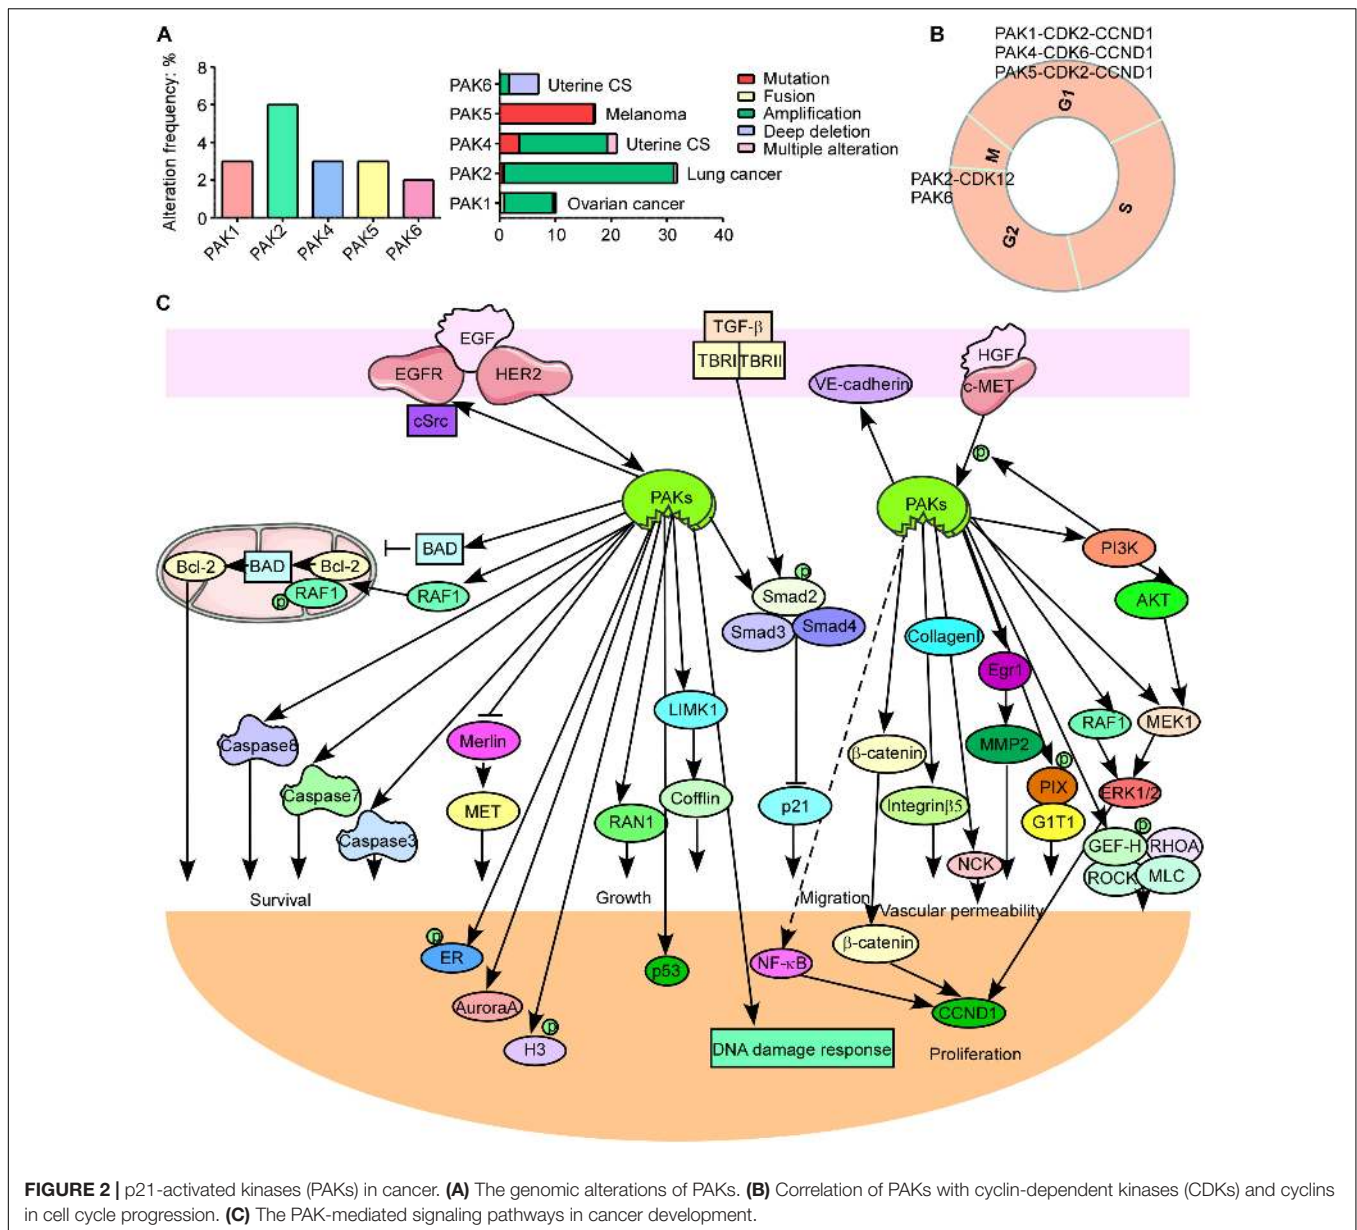 A
Alteration frequency: %
8
6
4
2
0
PAK1
PAK2
PAK4
PAK5
PAK6
PAK6
Uterine CS
PAK5
Melanoma
PAK4
Uterine CS
PAK2
Lung cancer
PAK1
Ovarian cancer
0 10 20 30 40
Mutation
Fusion
Amplification
Deep deletion
Multiple alteration
B
PAK1-CDK2-CCND1
PAK4-CDK6-CCND1
PAK5-CDK2-CCND1
G1
M
PAK2-CDK12
PAK6
S
G2
C
EGF
EGFR
HER2
cSrc
TGF-β
TBRI
TBRII
VE-cadherin
HGF
c-MET
p
PAKs
PAKs
PI3K
AKT
BAD
Bcl-2
BAD
Bcl-2
RAF1
p
RAF1
p
Smad2
Smad3
Smad4
CollagenI
Egr1
Caspase8
Caspase7
Caspase3
Merlin
MET
LIMK1
Cofflin
RAN1
p21
β-catenin
Integrinβ5
NCK
MMP2
p
PIX
G1T1
RAF1
MEK1
ERK1/2
p
GEF-H
RHOA
ROCK
MLC
Survival
Growth
Migration
Vascular permeability
p
ER
AuroraA
p
H3
p53
DNA damage response
NF-κB
β-catenin
CCND1
Proliferation
FIGURE 2 | p21-activated kinases (PAKs) in cancer. (A) The genomic alterations of PAKs. (B) Correlation of PAKs with cyclin-dependent kinases (CDKs) and cyclins
in cell cycle progression. (C) The PAK-mediated signaling pathways in cancer development.